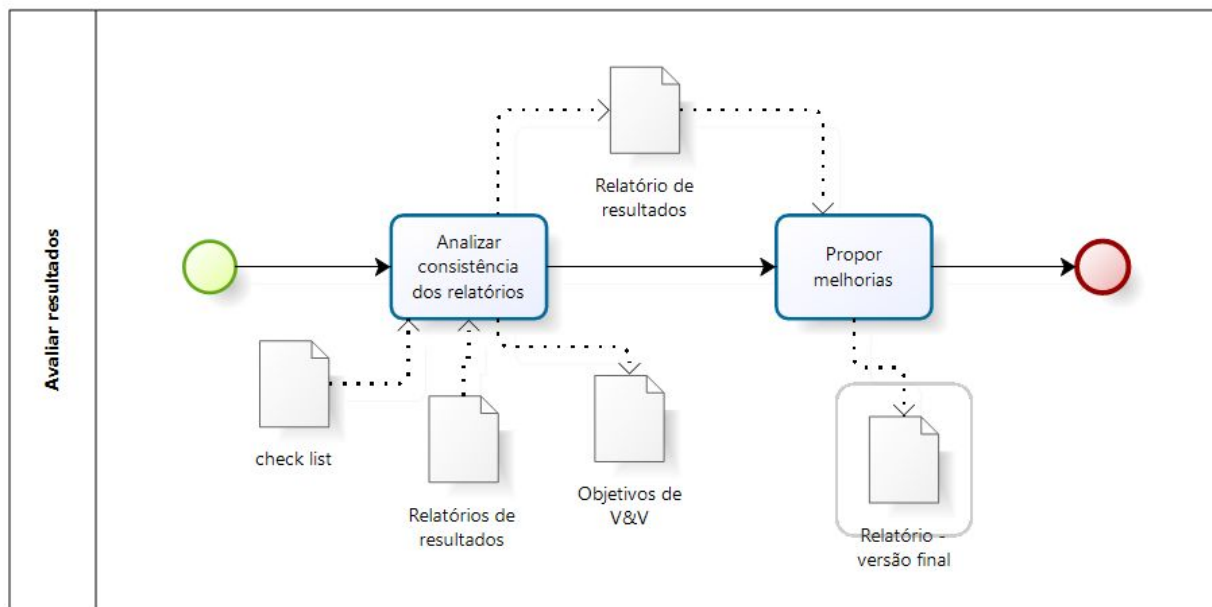 Avaliar resultados
Relatório de
resultados
Analizar
consistência
dos relatórios
Propor
melhorias
check list
Relatórios de
resultados
Objetivos de
V&V
Relatório -
versão final